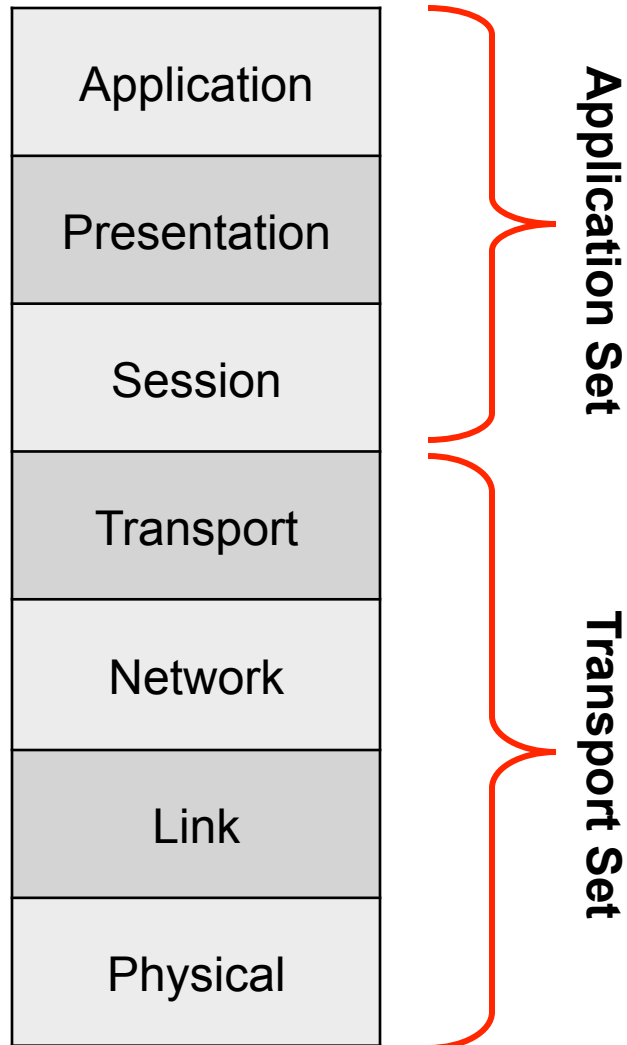 Application
Presentation
Session
Transport
Network
Link
Physical
Application Set
Transport Set